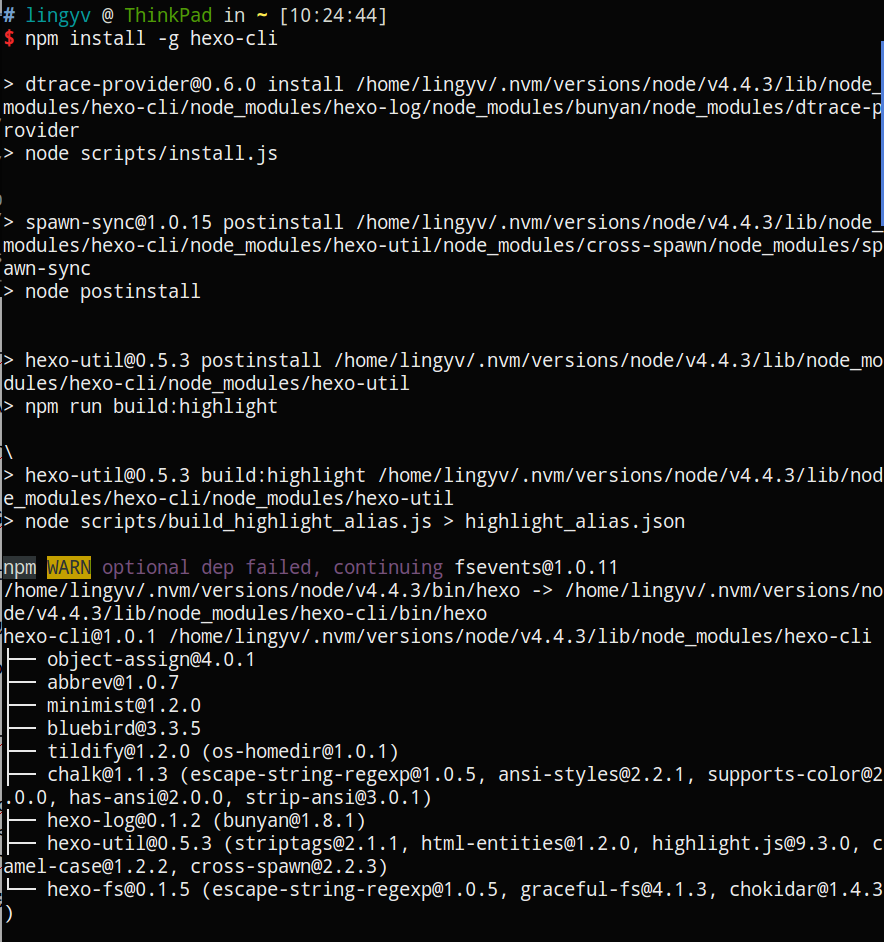 # lingyv @ ThinkPad in ~ [10:24:44]
$ npm install -g hexo-cli
> dtrace-provider@0.6.0 install /home/lingyv/.nvm/versions/node/v4.4.3/lib/node_
modules/hexo-cli/node_modules/hexo-log/node_modules/bunyan/node_modules/dtrace-p
rovider
> node scripts/install.js
> spawn-sync@1.0.15 postinstall /home/lingyv/.nvm/versions/node/v4.4.3/lib/node_
modules/hexo-cli/node_modules/hexo-util/node_modules/cross-spawn/node_modules/sp
awn-sync
> node postinstall
> hexo-util@0.5.3 postinstall /home/lingyv/.nvm/versions/node/v4.4.3/lib/node_mo
dules/hexo-cli/node_modules/hexo-util
> npm run build:highlight
\
> hexo-util@0.5.3 build:highlight /home/lingyv/.nvm/versions/node/v4.4.3/lib/nod
e_modules/hexo-cli/node_modules/hexo-util
> node scripts/build_highlight_alias.js > highlight_alias.json
npm WARN optional dep failed, continuing fsevents@1.0.11
/home/lingyv/.nvm/versions/node/v4.4.3/bin/hexo -> /home/lingyv/.nvm/versions/no
de/v4.4.3/lib/node_modules/hexo-cli/bin/hexo
hexo-cli@1.0.1 /home/lingyv/.nvm/versions/node/v4.4.3/lib/node_modules/hexo-cli
├── object-assign@4.0.1
├── abbrev@1.0.7
├── minimist@1.2.0
├── bluebird@3.3.5
├── tildify@1.2.0 (os-homedir@1.0.1)
├── chalk@1.1.3 (escape-string-regexp@1.0.5, ansi-styles@2.2.1, supports-color@2
.0.0, has-ansi@2.0.0, strip-ansi@3.0.1)
├── hexo-log@0.1.2 (bunyan@1.8.1)
├── hexo-util@0.5.3 (striptags@2.1.1, html-entities@1.2.0, highlight.js@9.3.0, c
amel-case@1.2.2, cross-spawn@2.2.3)
└── hexo-fs@0.1.5 (escape-string-regexp@1.0.5, graceful-fs@4.1.3, chokidar@1.4.3
)